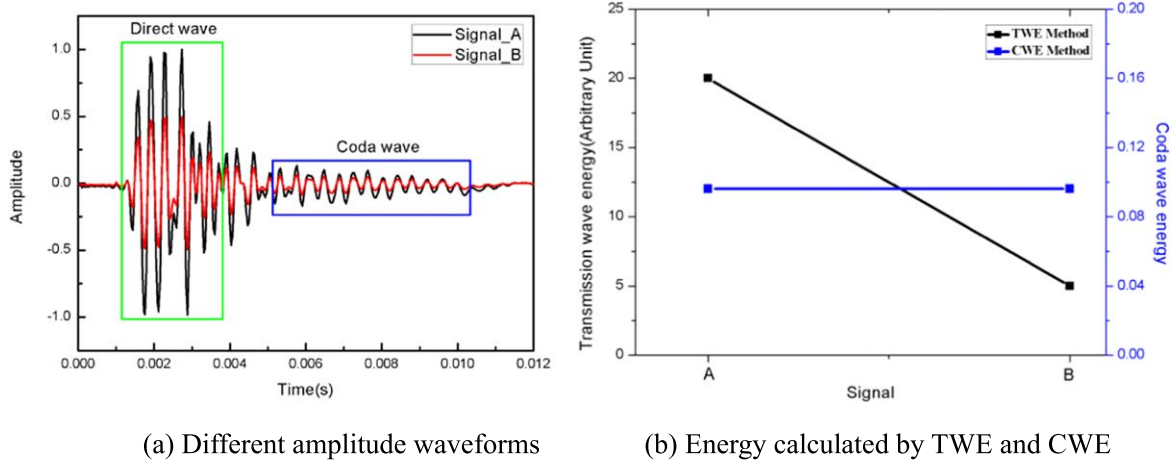 Direct wave
Signal_A
Signal_B
Coda wave
Amplitude
1.0
0.5
0.0
-0.5
-1.0
0.000
0.002
0.004
0.006
0.008
0.010
0.012
Time(s)
(a) Different amplitude waveforms
TWE Method
CWE Method
Transmission wave energy(Arbitrary Unit)
25
20
15
10
5
0
0.20
0.16
0.12
0.08
0.04
0.00
Coda wave energy
A
B
Signal
(b) Energy calculated by TWE and CWE